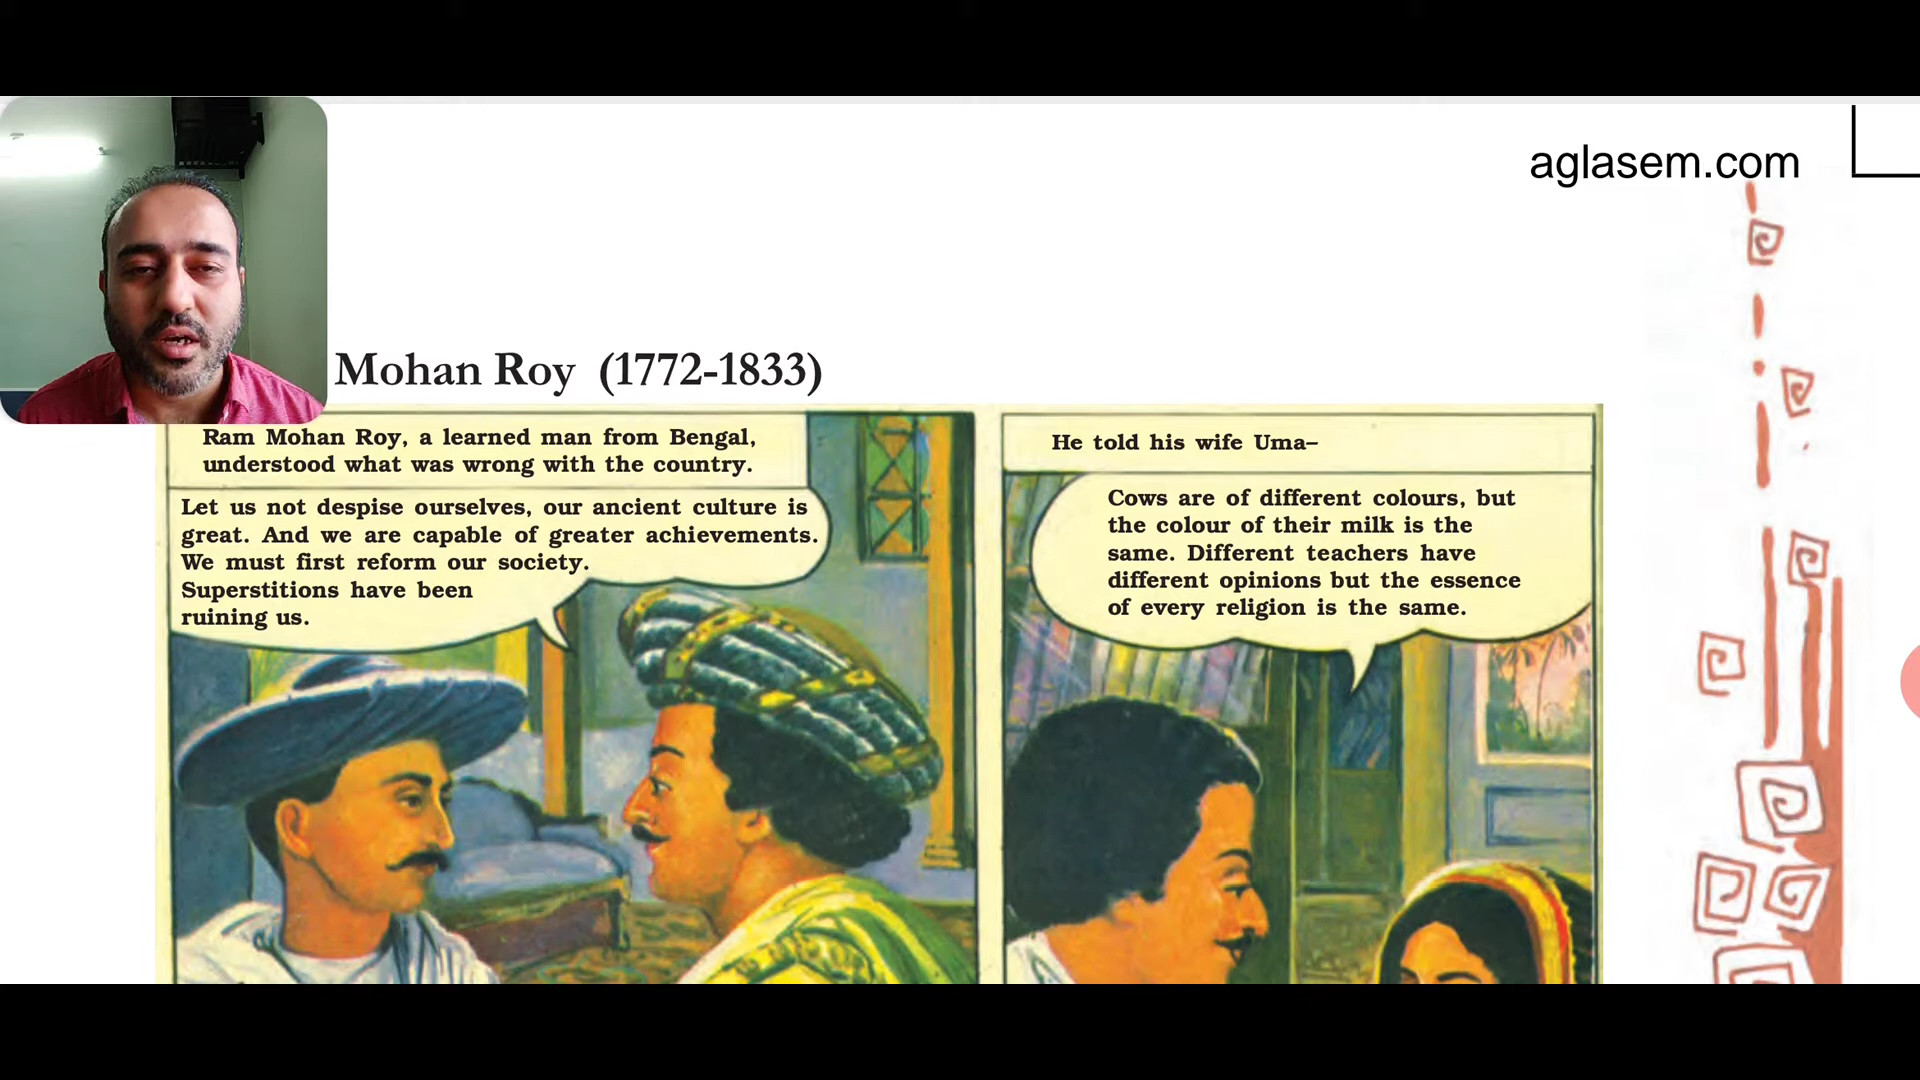 aglasem.com
Mohan Roy (1772-1833)
Ram Mohan Roy, a learned man from Bengal,
understood what was wrong with the country.
Let us not despise ourselves, our ancient culture is
great. And we are capable of greater achievements.
We must first reform our society.
Superstitions have been
ruining us.
He told his wife Uma–
Cows are of different colours, but
the colour of their milk is the
same. Different teachers have
different opinions but the essence
of every religion is the same.